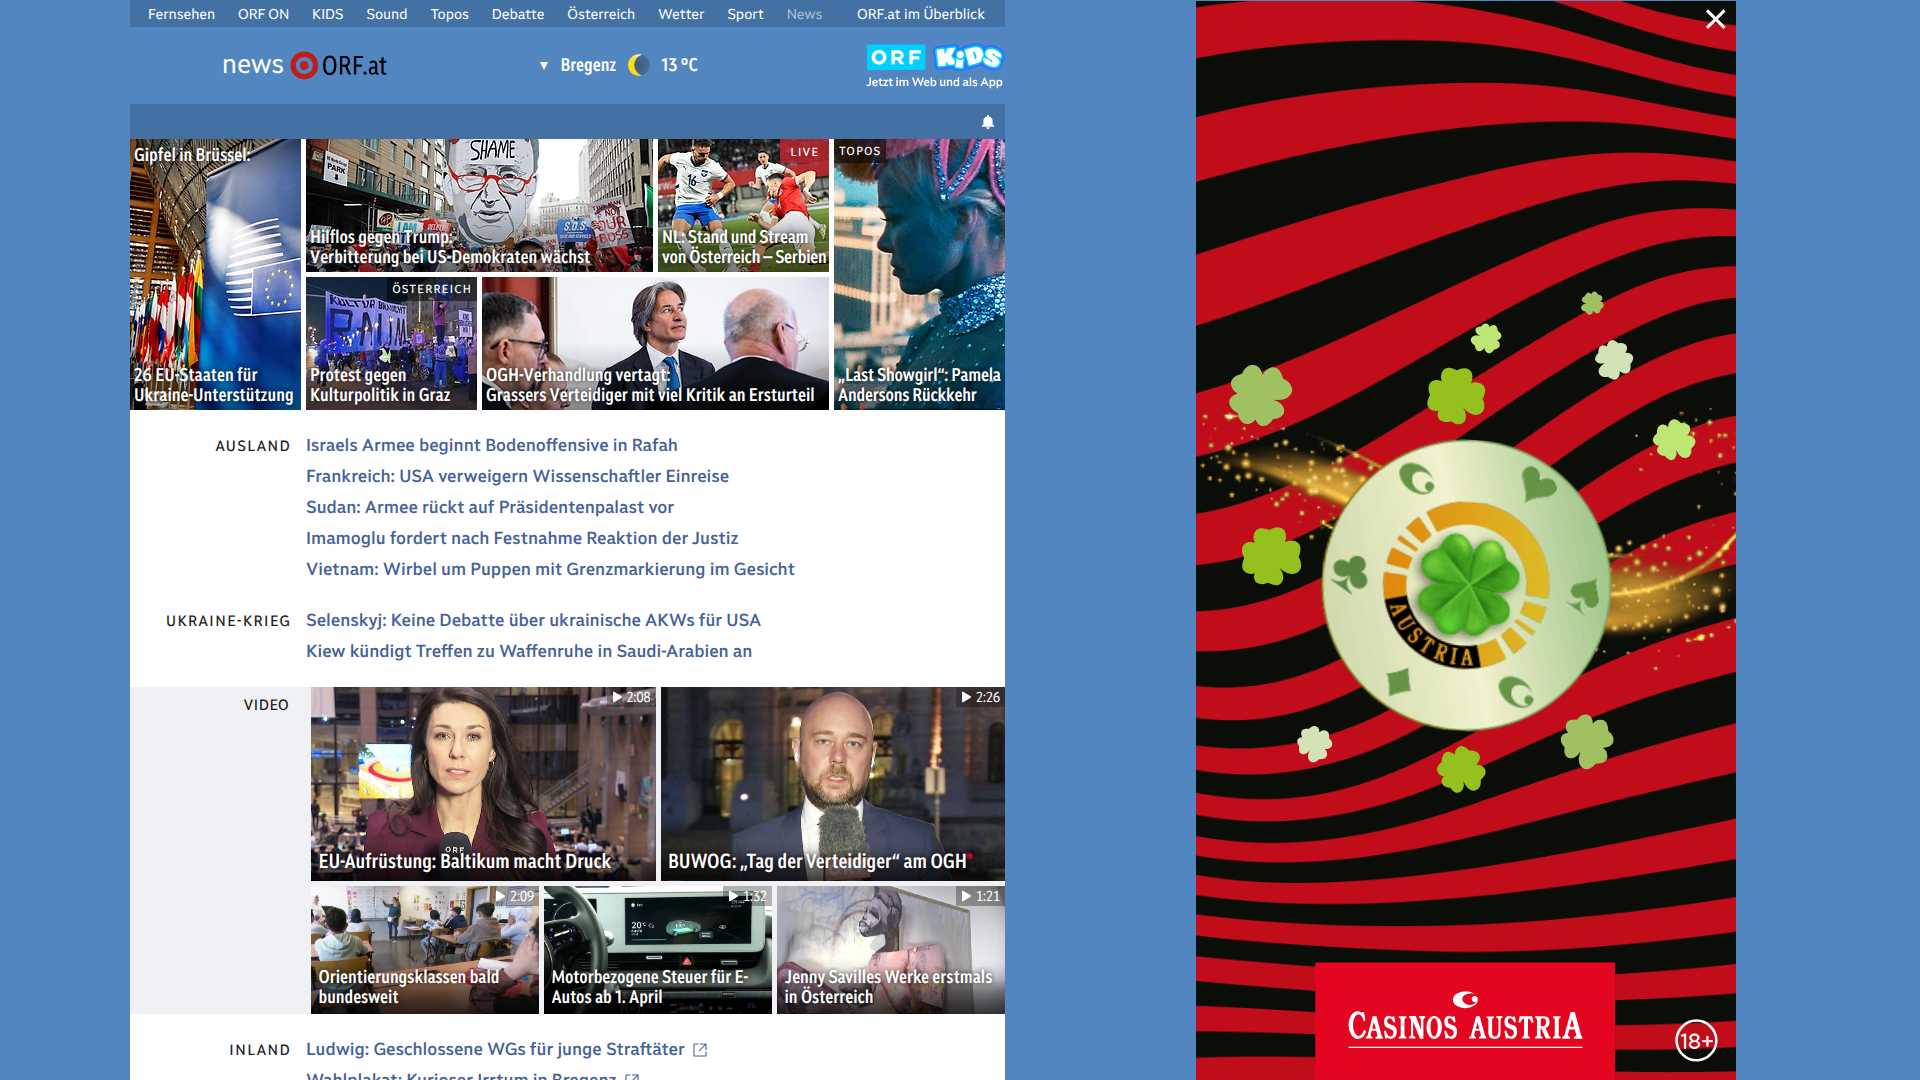 Fernsehen ORF ON KIDS Sound Topos Debatte Österreich Wetter Sport News ORF.at im Überblick
news ORF.at
▼ Bregenz 13 °C
ORF KIDS
Jetzt im Web und als App
Gipfel in Brüssel:
26 EU-Staaten für
Ukraine-Unterstützung
SHAME
PARK
S.O.S.
Hilflos gegen Trump:
Verbitterung bei US-Demokraten wächst
LIVE
16
NL: Stand und Stream
von Österreich – Serbien
TOPOS
„Last Showgirl“: Pamela
Andersons Rückkehr
ÖSTERREICH
KULTUR BRAUCHT
RAUM
Protest gegen
Kulturpolitik in Graz
OGH-Verhandlung vertagt:
Grassers Verteidiger mit viel Kritik an Ersturteil
AUSLAND
Israels Armee beginnt Bodenoffensive in Rafah
Frankreich: USA verweigern Wissenschaftler Einreise
Sudan: Armee rückt auf Präsidentenpalast vor
Imamoglu fordert nach Festnahme Reaktion der Justiz
Vietnam: Wirbel um Puppen mit Grenzmarkierung im Gesicht
UKRAINE-KRIEG
Selenskyj: Keine Debatte über ukrainische AKWs für USA
Kiew kündigt Treffen zu Waffenruhe in Saudi-Arabien an
VIDEO
2:08
ORF
EU-Aufrüstung: Baltikum macht Druck
2:26
BUWOG: „Tag der Verteidiger“ am OGH
2:09
Orientierungsklassen bald
bundesweit
1:32
20°C
Motorbezogene Steuer für E-
Autos ab 1. April
1:21
Jenny Savilles Werke erstmals
in Österreich
INLAND
Ludwig: Geschlossene WGs für junge Straftäter
Wahlplakat: Kurioser Irrtum in Bregenz
AUSTRIA
CASINOS AUSTRIA
18+